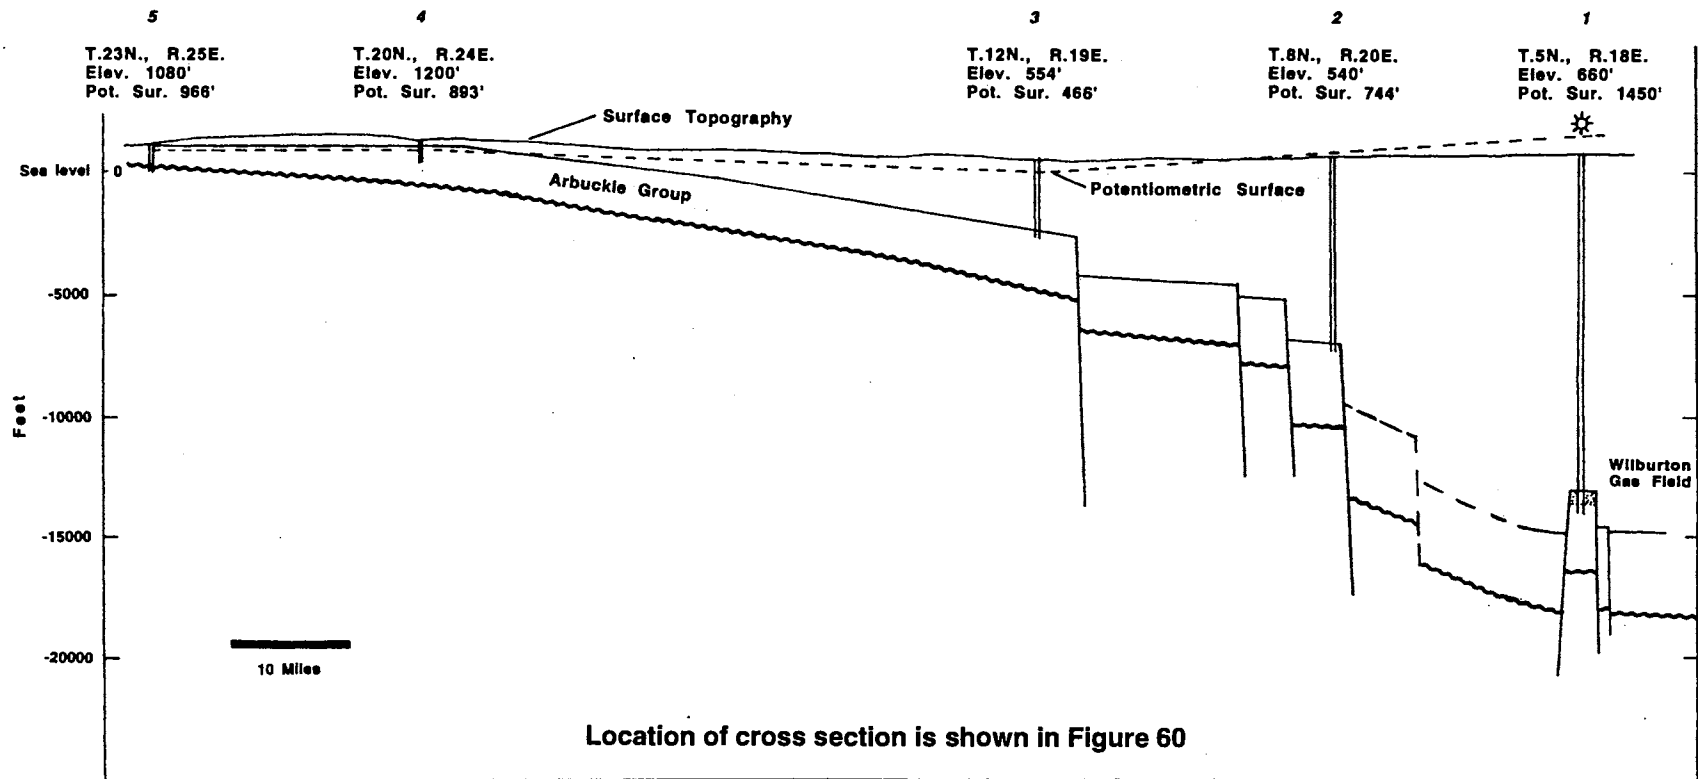 5
4
3
2
1
T.23N., R.25E.
Elev. 1080'
Pot. Sur. 966'
T.20N., R.24E.
Elev. 1200'
Pot. Sur. 893'
T.12N., R.19E.
Elev. 554'
Pot. Sur. 466'
T.8N., R.20E.
Elev. 540'
Pot. Sur. 744'
T.5N., R.18E.
Elev. 660'
Pot. Sur. 1450'
Surface Topography
Sea level 0
Arbuckle Group
Potentiometric Surface
-5000
Feet
-10000
Wilburton
Gas Field
-15000
-20000
10 Miles
Location of cross section is shown in Figure 60